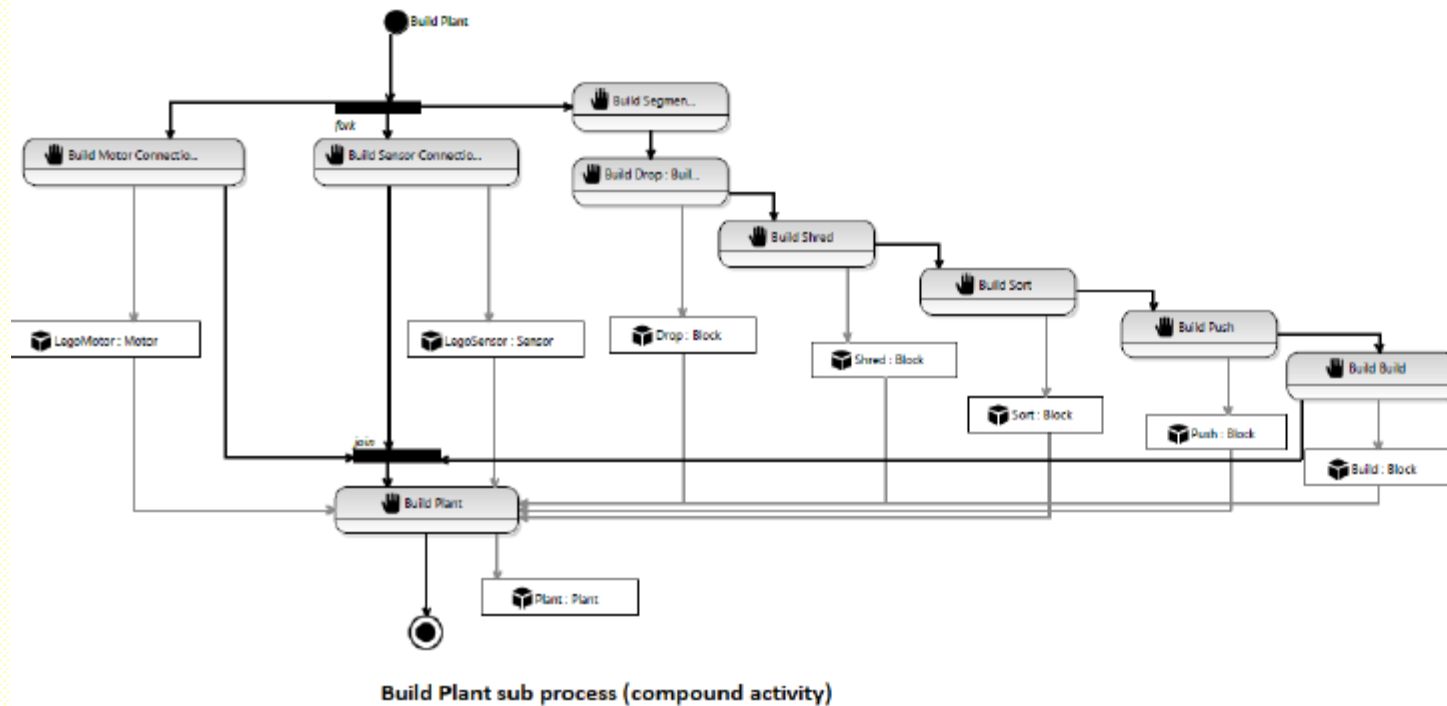 Build Plant
Build Segmen...
fork
Build Motor Connectio...
Build Sensor Connectio...
Build Drop : Buil...
Build Shred
Build Sort
Build Push
LegoMotor : Motor
LegoSensor : Sensor
Drop : Block
Shred : Block
Build Build
Sort : Block
Push : Block
join
Build : Block
Build Plant
Plant : Plant
Build Plant sub process (compound activity)